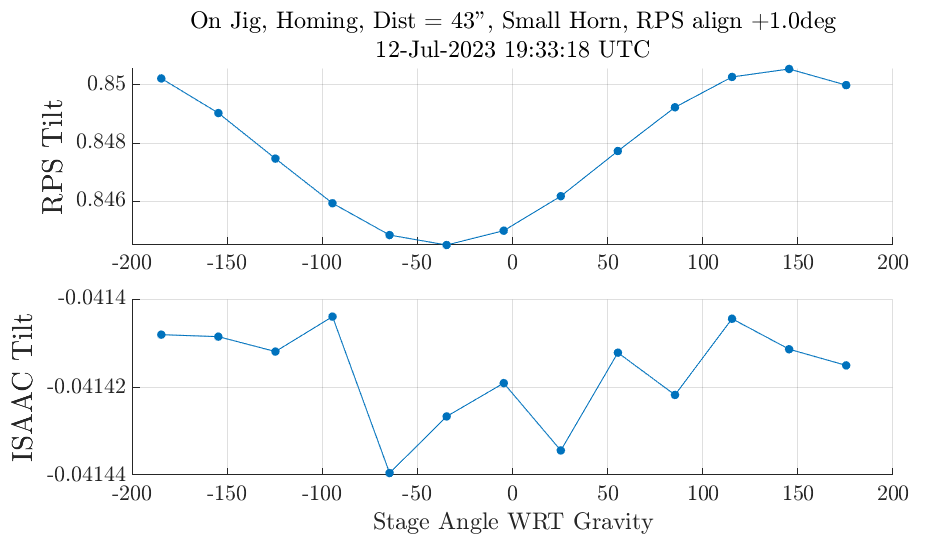 On Jig, Homing, Dist = 43”, Small Horn, RPS align +1.0deg
12-Jul-2023 19:33:18 UTC
RPS Tilt
0.85
0.848
0.846
-200 -150 -100 -50 0 50 100 150 200
ISAAC Tilt
-0.0414
-0.04142
-0.04144
-200 -150 -100 -50 0 50 100 150 200
Stage Angle WRT Gravity